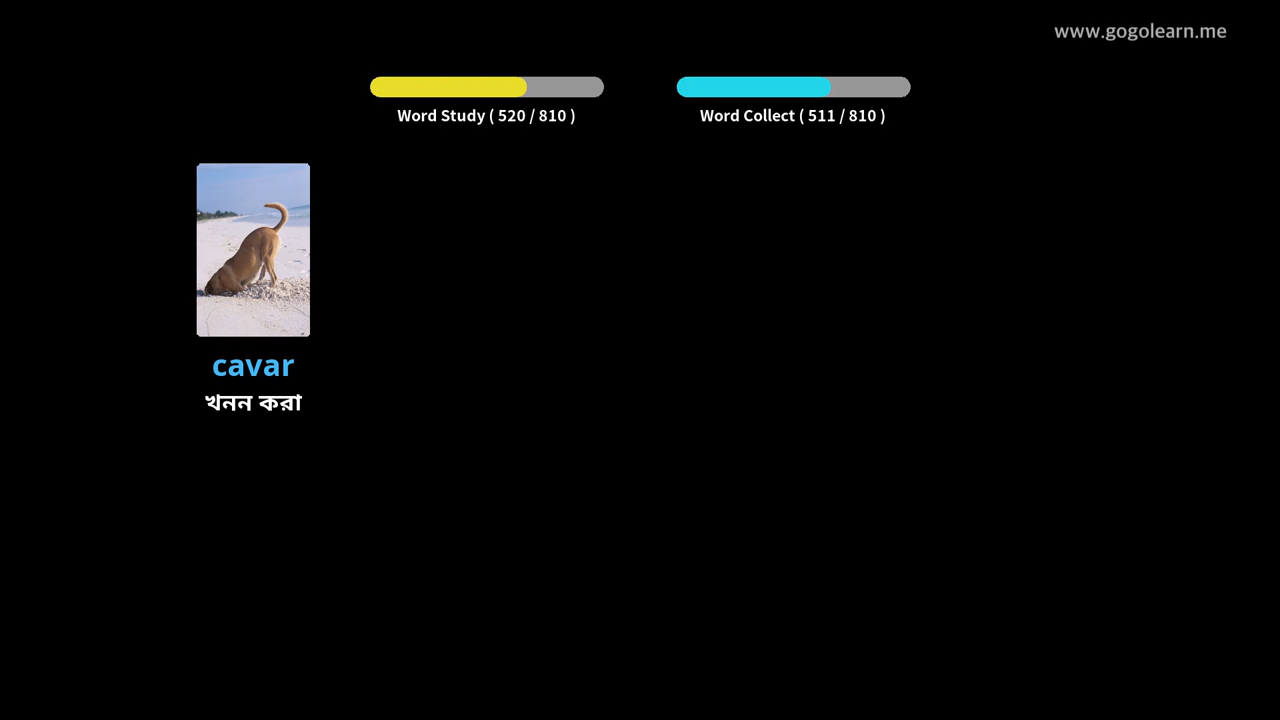 www.gogolearn.me
Word Study ( 520 / 810 )
Word Collect ( 511 / 810 )
cavar
খনন করা